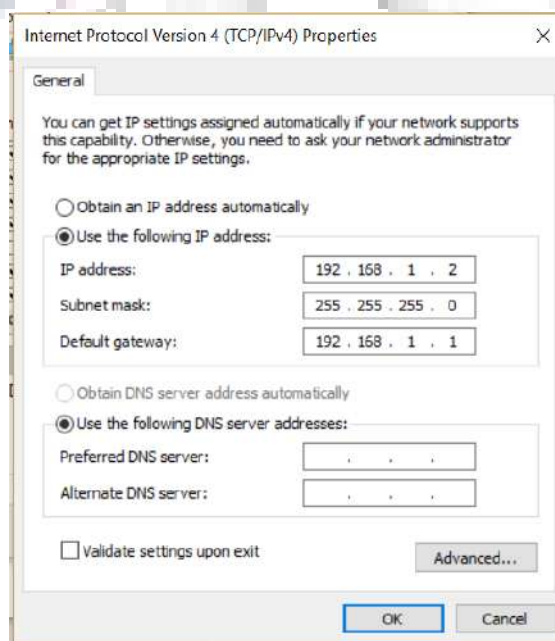 Internet Protocol Version 4 (TCP/IPv4) Properties
General
You can get IP settings assigned automatically if your network supports
this capability. Otherwise, you need to ask your network administrator
for the appropriate IP settings.
Obtain an IP address automatically
Use the following IP address:
IP address: 192 . 168 . 1 . 2
Subnet mask: 255 . 255 . 255 . 0
Default gateway: 192 . 168 . 1 . 1
Obtain DNS server address automatically
Use the following DNS server addresses:
Preferred DNS server: . . .
Alternate DNS server: . . .
Validate settings upon exit
Advanced...
OK Cancel